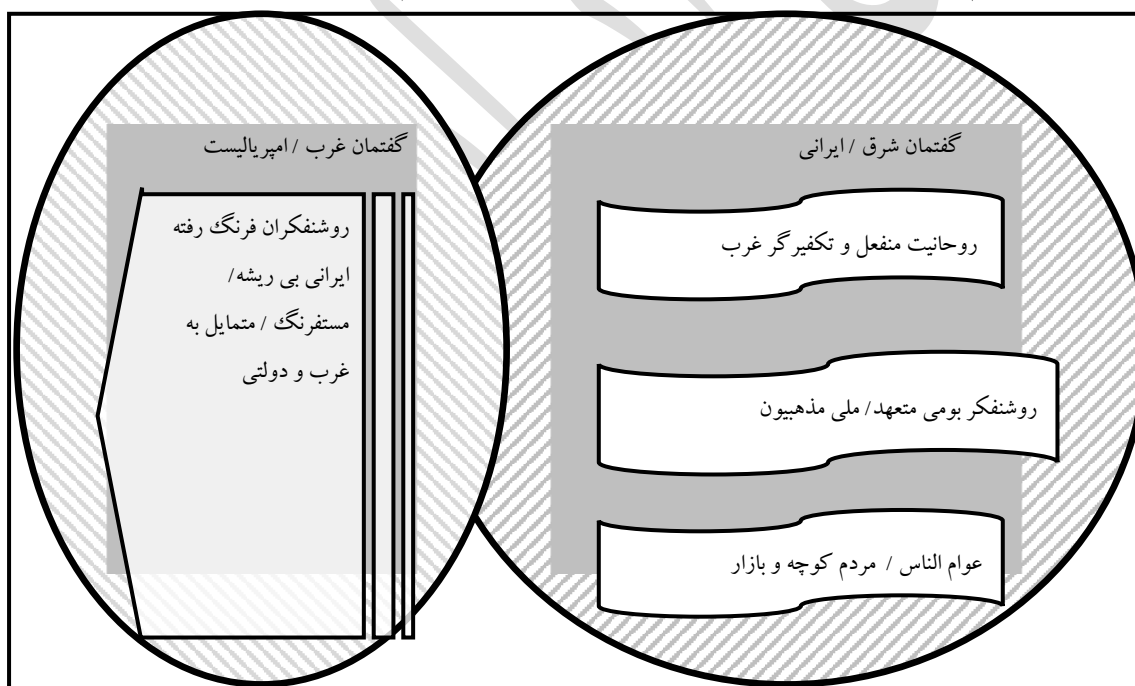 گفتمان شرق / ایرانی
روحانیت منفعل و تکفیرگر غرب
روشنفکر بومی متعهد/ ملی مذهبیون
عوام الناس / مردم کوچه و بازار
گفتمان غرب / امپریالیست
روشنفکران فرنگ رفته
ایرانی بی ریشه/
مستفرنگ / متمایل به
غرب و دولتی